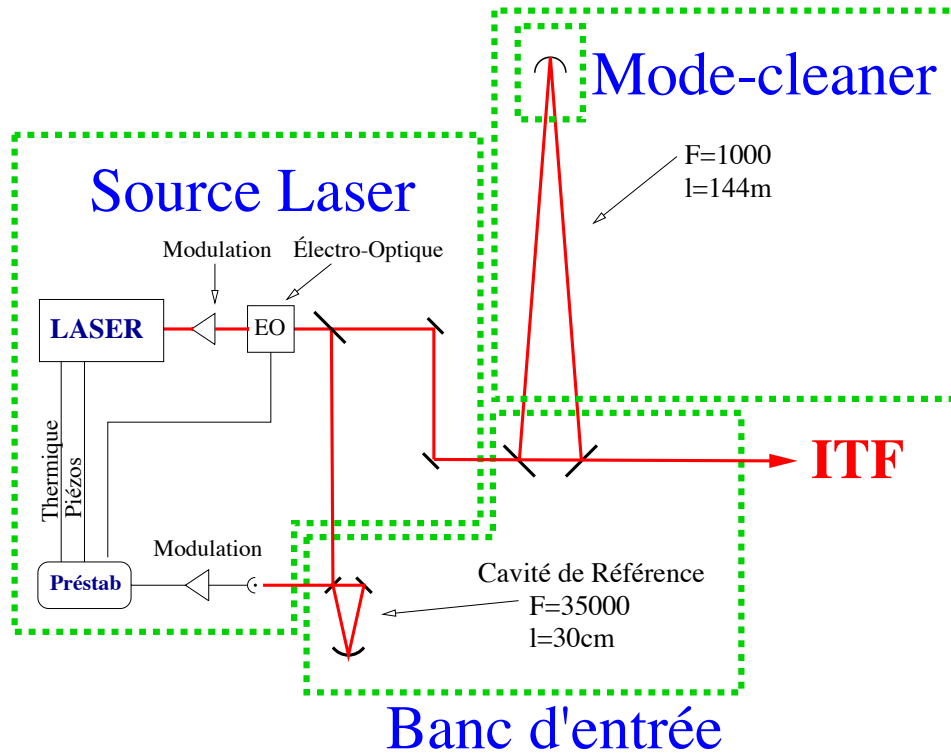 Mode-cleaner
F=1000
l=144m
Source Laser
Modulation
Électro-Optique
LASER
EO
Thermique
Piézos
ITF
Modulation
Préstab
Cavité de Référence
F=35000
l=30cm
Banc d'entrée